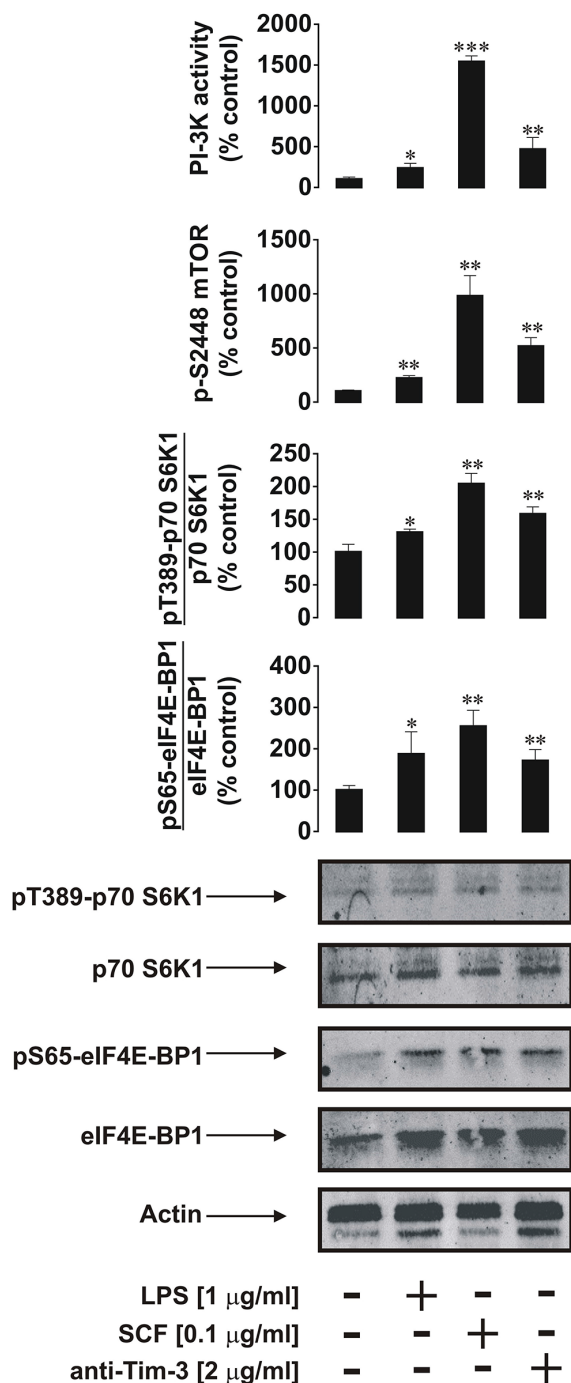 PI-3K activity
(% control)
2000
1500
1000
500
0
*
***
**
p-S2448 mTOR
(% control)
1500
1000
500
0
**
**
**
pT389-p70 S6K1
p70 S6K1
(% control)
250
200
150
100
50
0
*
**
**
pS65-eIF4E-BP1
eIF4E-BP1
(% control)
400
300
200
100
0
*
**
**
pT389-p70 S6K1
p70 S6K1
pS65-eIF4E-BP1
eIF4E-BP1
Actin
LPS [1 μg/ml] - + - -
SCF [0.1 μg/ml] - - + -
anti-Tim-3 [2 μg/ml] - - - +